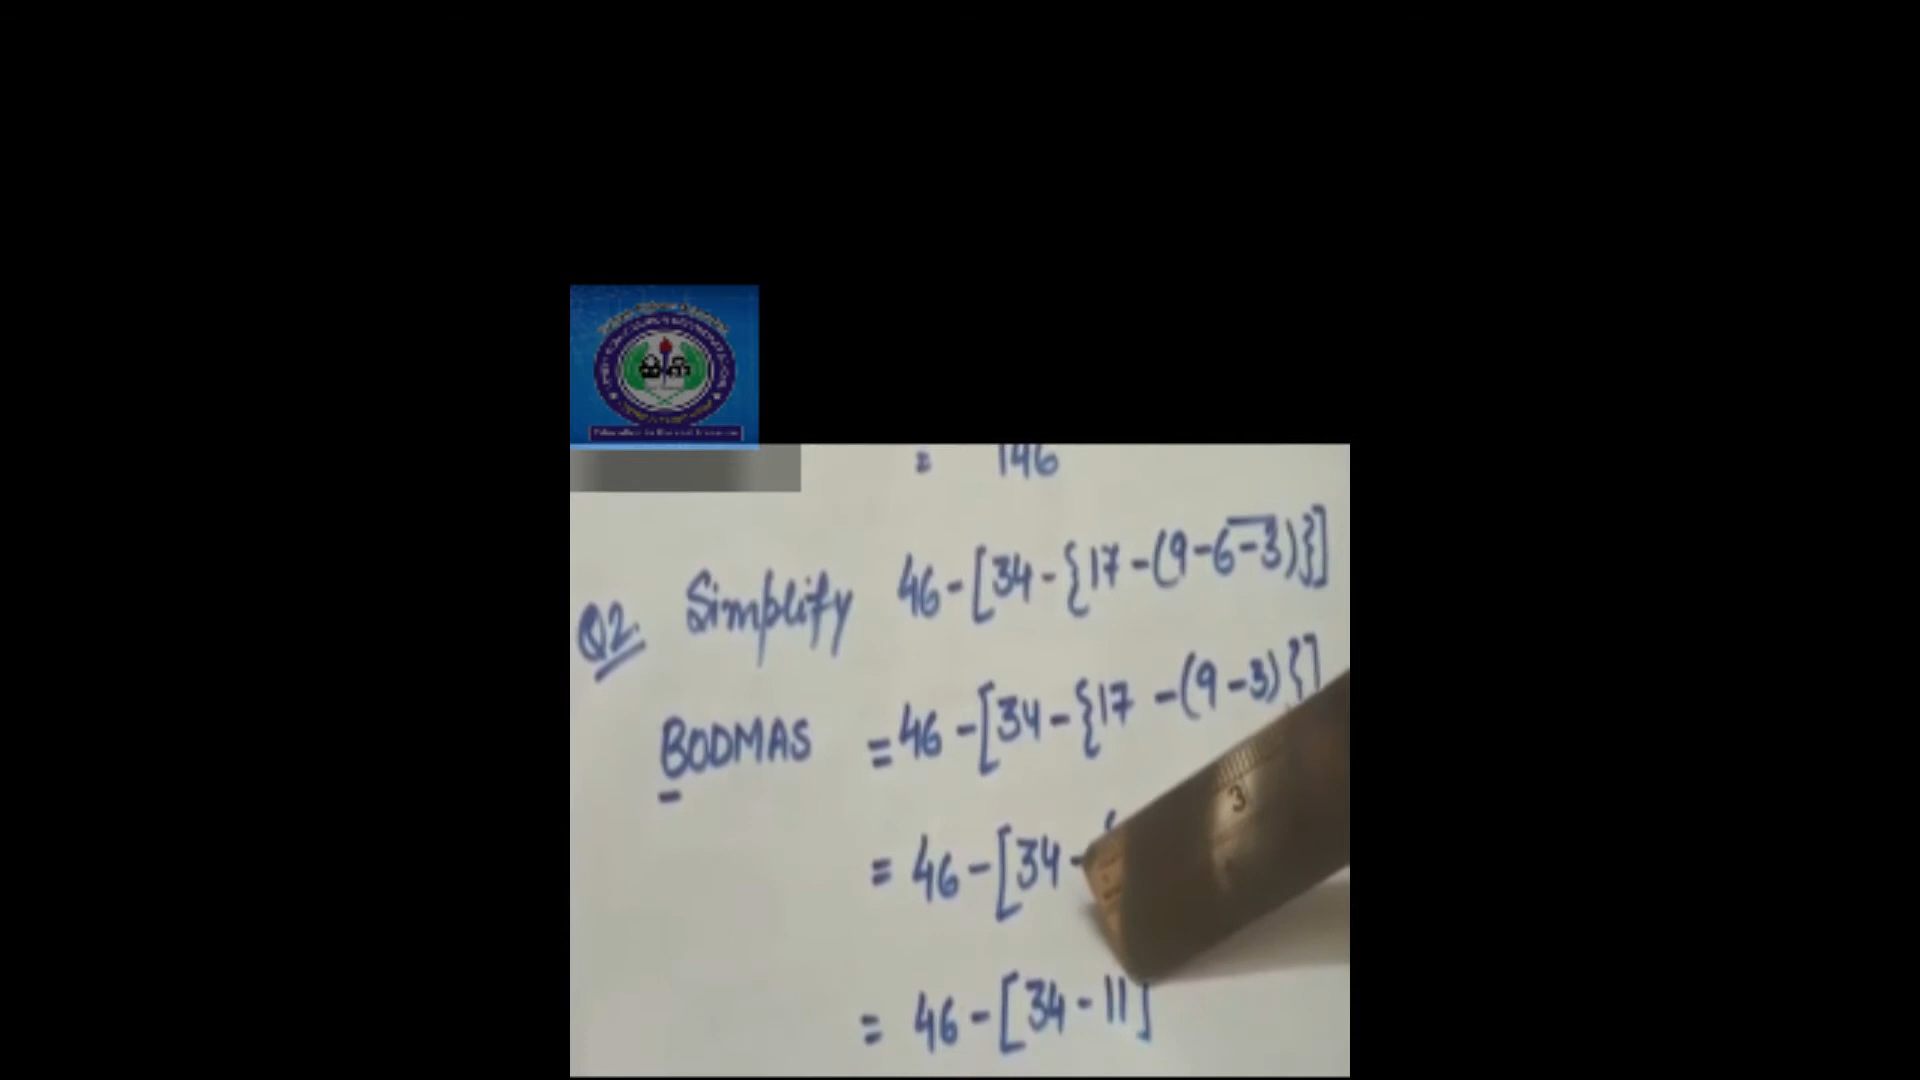 = 146
Q2. Simplify 46-[34-{17-(9-6̅-̅3̅)}]
BODMAS = 46-[34-{17-(9-3)}]
= 46-[34-
3
= 46-[34-11]